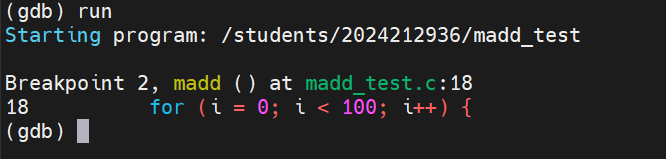 (gdb) run
Starting program: /students/2024212936/madd_test
Breakpoint 2, madd () at madd_test.c:18
18          for (i = 0; i < 100; i++) {
(gdb)